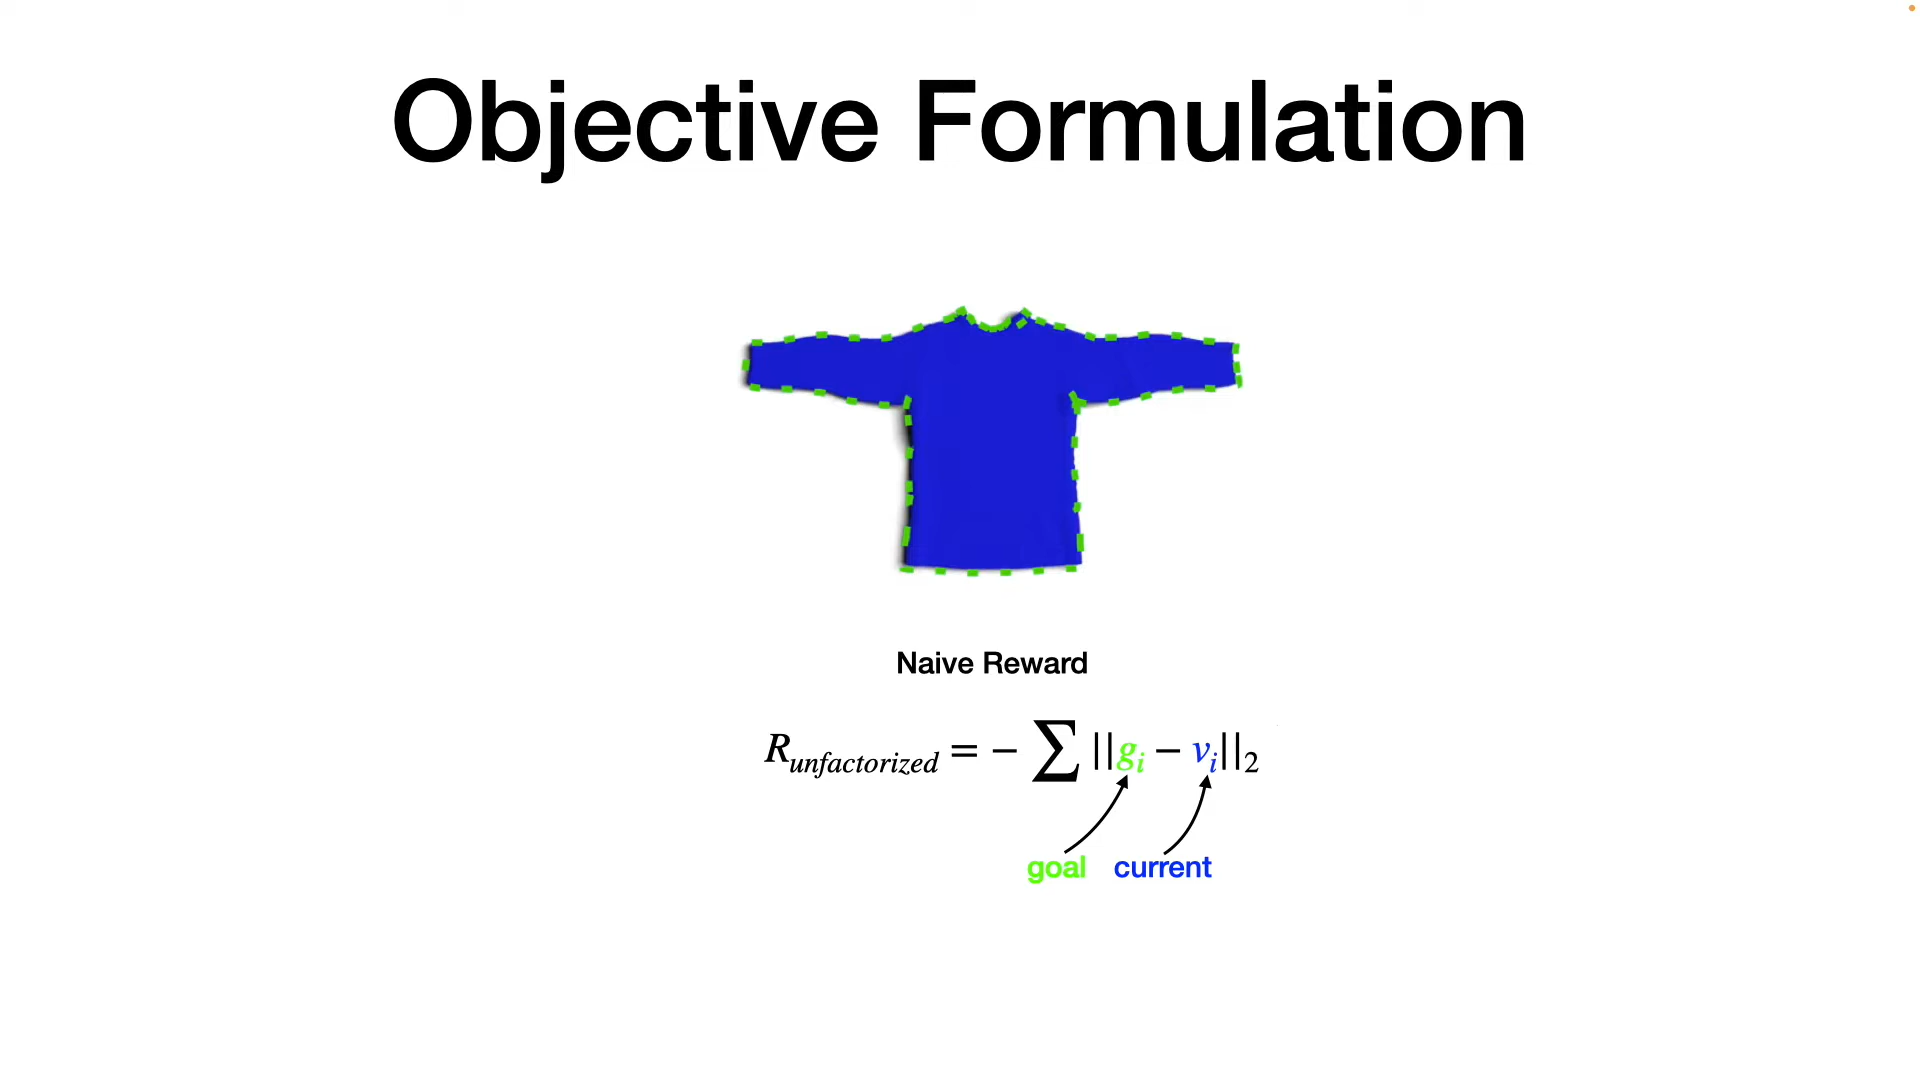 Objective Formulation
Naive Reward
R_unfactorized = − ∑ ||g_i − v_i||_2
goal current